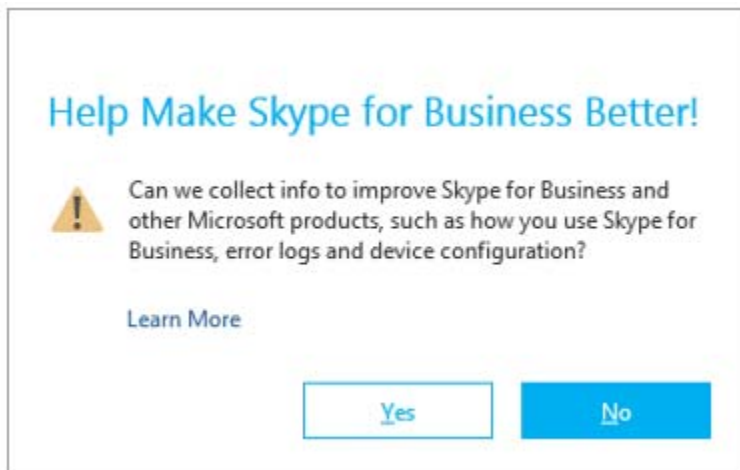 Help Make Skype for Business Better!
Can we collect info to improve Skype for Business and
other Microsoft products, such as how you use Skype for
Business, error logs and device configuration?
Learn More
Yes
No